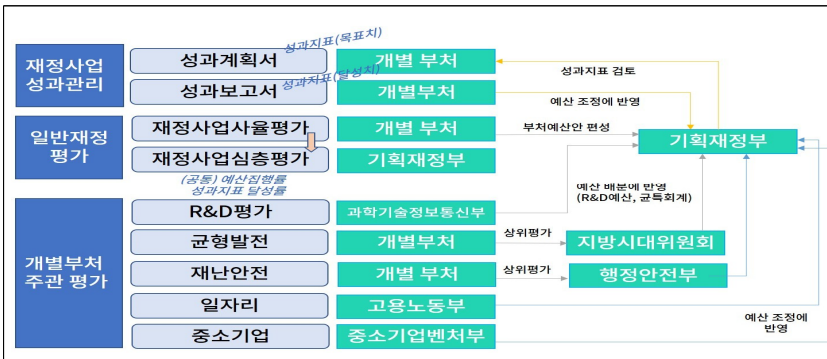 재정사업
성과관리
성과계획서
성과지표(목표치)
개별 부처
성과보고서
성과지표(달성치)
개별부처
성과지표 검토
예산 조정에 반영
일반재정
평가
재정사업사율평가
개별 부처
부처예산안 편성
기획재정부
재정사업심층평가
기획재정부
(공통) 예산집행률
성과지표 달성률
예산 배분에 반영
(R&D예산, 균특회계)
개별부처
주관 평가
R&D평가
과학기술정보통신부
균형발전
개별부처
상위평가
지방시대위원회
재난안전
개별 부처
상위평가
행정안전부
일자리
고용노동부
예산 조정에
반영
중소기업
중소기업벤처부